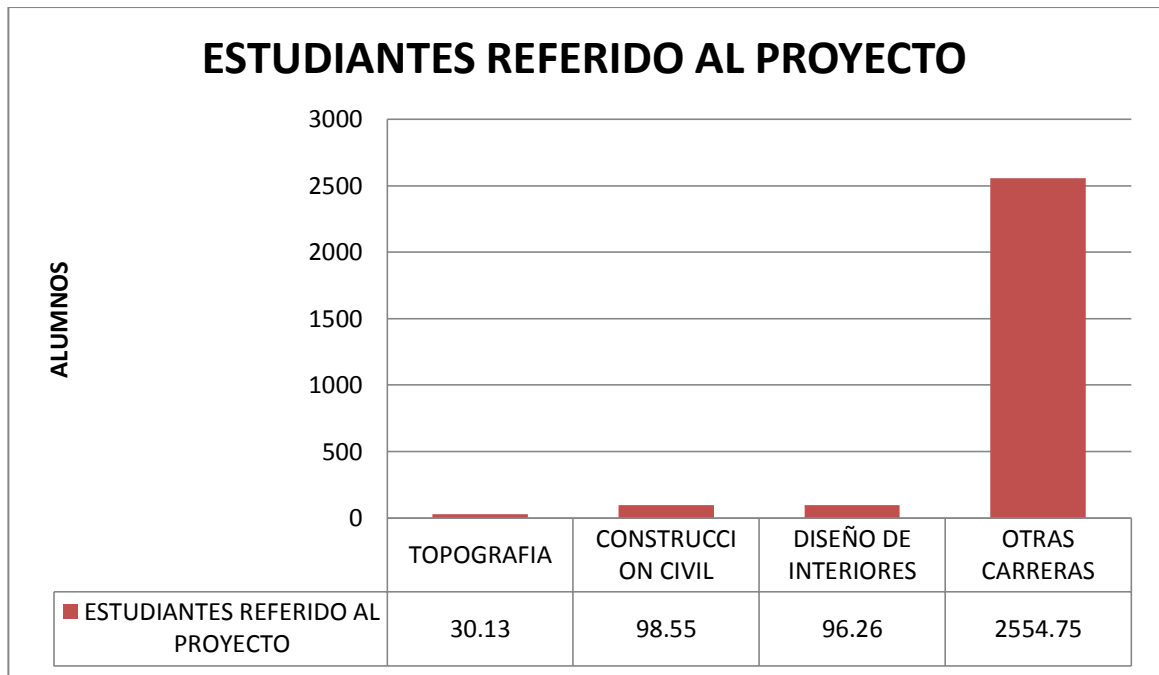 ESTUDIANTES REFERIDO AL PROYECTO
ALUMNOS
3000
2500
2000
1500
1000
500
0
TOPOGRAFIA
CONSTRUCCI
ON CIVIL
DISEÑO DE
INTERIORES
OTRAS
CARRERAS
ESTUDIANTES REFERIDO AL
PROYECTO
30.13
98.55
96.26
2554.75